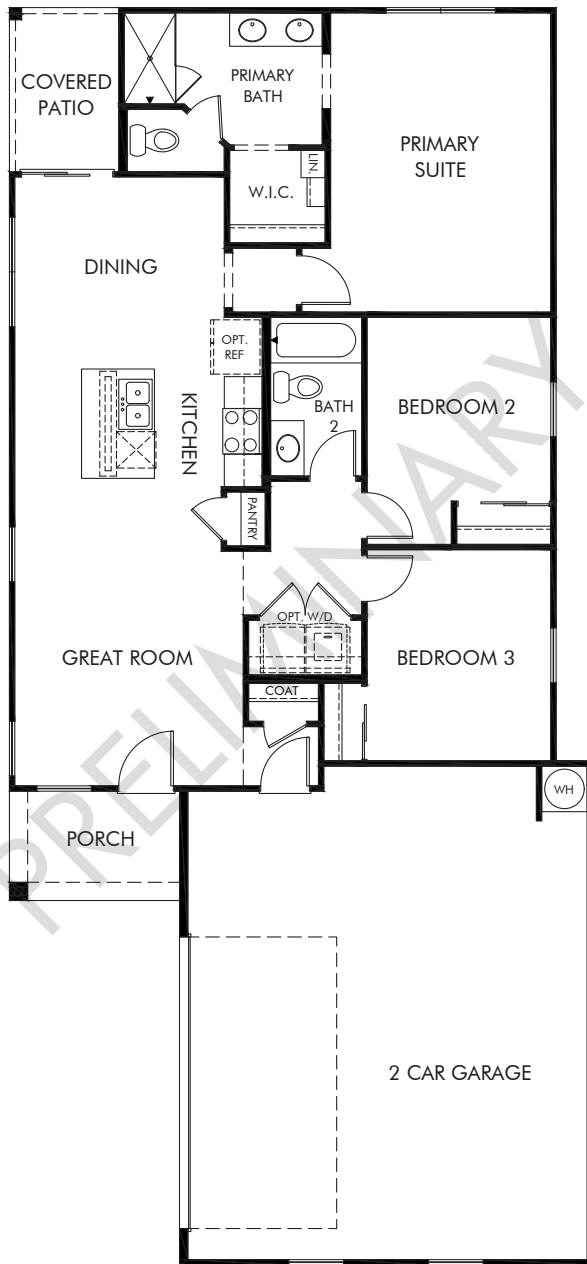 COVERED
PATIO
PRIMARY
BATH
PRIMARY
SUITE
LIN.
W.I.C.
DINING
OPT.
REF
KITCHEN
BATH
2
BEDROOM 2
PANTRY
OPT. W/D
GREAT ROOM
BEDROOM 3
COAT
WH
PORCH
2 CAR GARAGE
PRELIMINARY